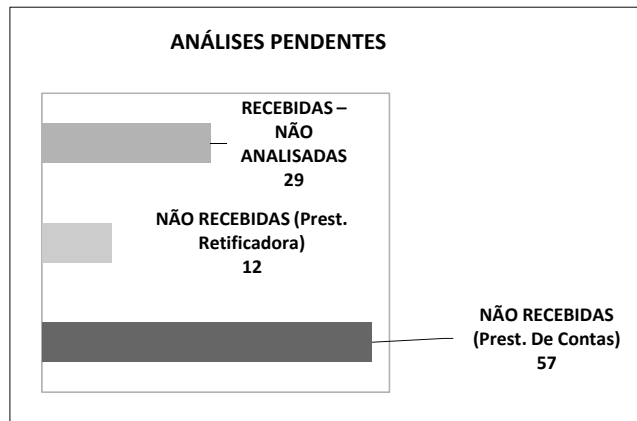 ANÁLISES PENDENTES
RECEBIDAS –
NÃO
ANALISADAS
29
NÃO RECEBIDAS (Prest.
Retificadora)
12
NÃO RECEBIDAS
(Prest. De Contas)
57